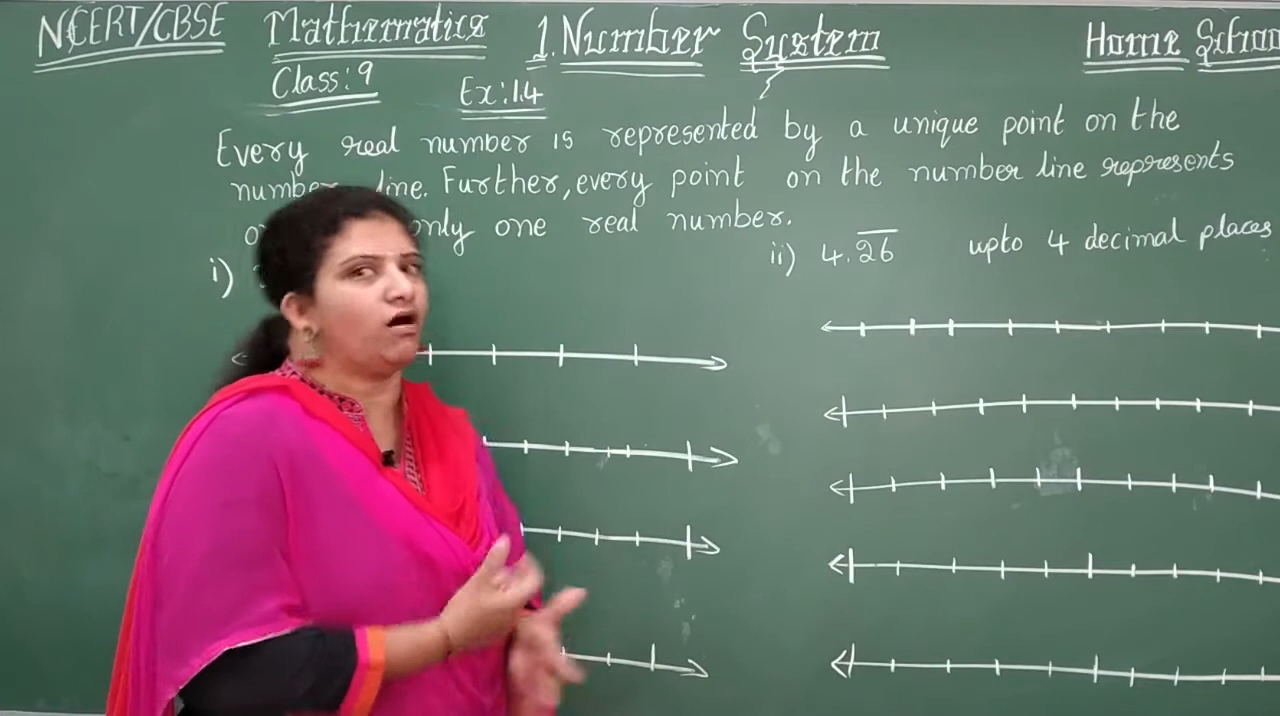 NCERT/CBSE Mathematics 1. Number System Home School
Class: 9 Ex: 1.4
Every real number is represented by a unique point on the
number line. Further, every point on the number line represents
only one real number.
i) ii) 4.2̅6̅ upto 4 decimal places